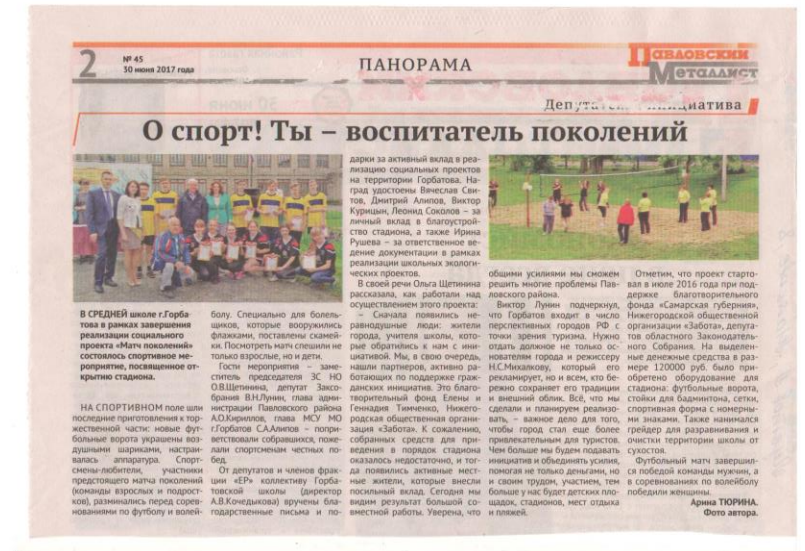 2
№ 45
30 июня 2017 года
ПАНОРАМА
Павловский
Металлист
О спорт! Ты – воспитатель поколений
В СРЕДНЕЙ школе г.Горба-
това в рамках завершения
реализации социального
проекта «Матч поколений»
состоялось спортивное ме-
роприятие, посвященное от-
крытию стадиона.
НА СПОРТИВНОМ поле шли
последние приготовления к тор-
жественной части: новые фут-
больные ворота украшены воз-
душными шариками, настраи-
валась аппаратура. Спорт-
смены-любители, участники
предстоящего матча поколений
(команды взрослых и подрост-
ков), разминались перед сорев-
нованиями по футболу и волей-
болу. Специально для болель-
щиков, которые вооружились
флажками, поставлены скамей-
ки. Посмотреть матч спешили не
только взрослые, но и дети.
Гости мероприятия – заме-
ститель председателя ЗС НО
О.В.Щетинина, депутат Заксо-
брания В.Н.Лунин, глава адми-
нистрации Павловского района
А.О.Кириллов, глава МСУ МО
г.Горбатов С.А.Алипов – попри-
ветствовали собравшихся, поже-
лали спортсменам честных по-
бед.
От депутатов и членов фрак-
ции «ЕР» коллективу Горба-
товской школы (директор
А.В.Кочедыкова) вручены бла-
годарственные письма и по-
дарки за активный вклад в реа-
лизацию социальных проектов
на территории Горбатова. На-
град удостоены Вячеслав Сви-
тов, Дмитрий Алипов, Виктор
Курицын, Леонид Соколов – за
личный вклад в благоустрой-
ство стадиона, а также Ирина
Рушева – за ответственное ве-
дение документации в рамках
реализации школьных экологи-
ческих проектов.
В своей речи Ольга Щетинина
рассказала, как работали над
осуществлением этого проекта:
– Сначала появились не-
равнодушные люди: жители
города, учителя школы, кото-
рые обратились к нам с ини-
циативой. Мы, в свою очередь,
нашли партнеров, активно ра-
ботающих по поддержке граж-
данских инициатив. Это благо-
творительный фонд Елены и
Геннадия Тимченко, Нижего-
родская общественная органи-
зация «Забота». К сожалению,
собранных средств для при-
ведения в порядок стадиона
оказалось недостаточно, и тог-
да появились активные мест-
ные жители, которые внесли
посильный вклад. Сегодня мы
видим результат большой со-
вместной работы. Уверена, что
общими усилиями мы сможем
решить многие проблемы Пав-
ловского района.
Виктор Лунин подчеркнул,
что Горбатов входит в число
перспективных городов РФ с
точки зрения туризма. Нужно
отдать должное не только ос-
нователям города и режиссеру
Н.С.Михалкову, который его
рекламирует, но и всем, кто бе-
режно сохраняет его традиции
и внешний облик. Всё, что мы
сделали и планируем реализо-
вать, – важное дело для того,
чтобы город стал еще более
привлекательным для туристов.
Чем больше мы будем подавать
инициатив и объединять усилия,
помогая не только деньгами, но
и своим трудом, участием, тем
больше у нас будет детских пло-
щадок, стадионов, мест отдыха
и пляжей.
Отметим, что проект старто-
вал в июле 2016 года при под-
держке благотворительного
фонда «Самарская губерния»,
Нижегородской общественной
организации «Забота», депута-
тов областного Законодатель-
ного Собрания. На выделен-
ные денежные средства в раз-
мере 120000 руб. было при-
обретено оборудование для
стадиона: футбольные ворота,
стойки для бадминтона, сетки,
спортивная форма с номерны-
ми знаками. Также нанимался
грейдер для разравнивания и
очистки территории школы от
сухостоя.
Футбольный матч завершил-
ся победой команды мужчин, а
в соревнованиях по волейболу
победили женщины.
Арина ТЮРИНА.
Фото автора.